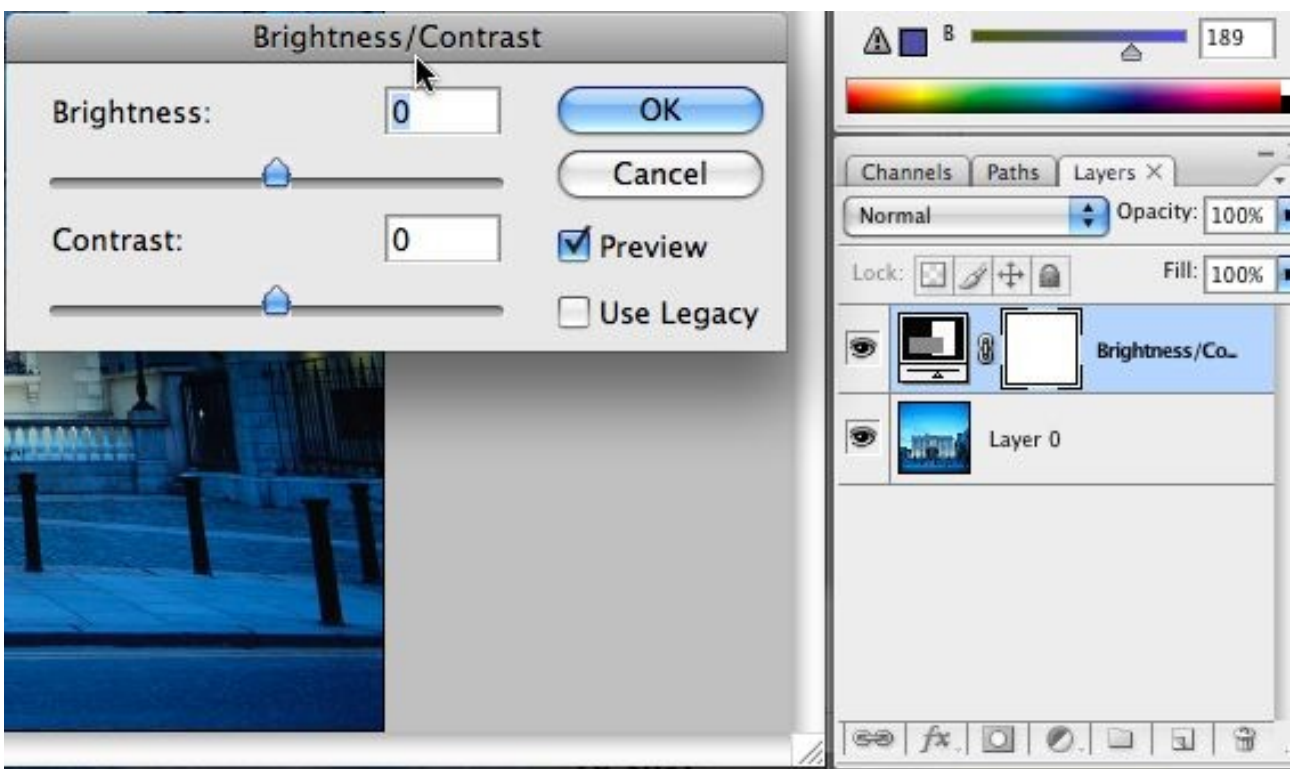 Brightness/Contrast
Brightness: 0
OK
Cancel
Contrast: 0
Preview
Use Legacy
B 189
Channels Paths Layers ×
Normal Opacity: 100%
Lock: Fill: 100%
Brightness/Co...
Layer 0
fx